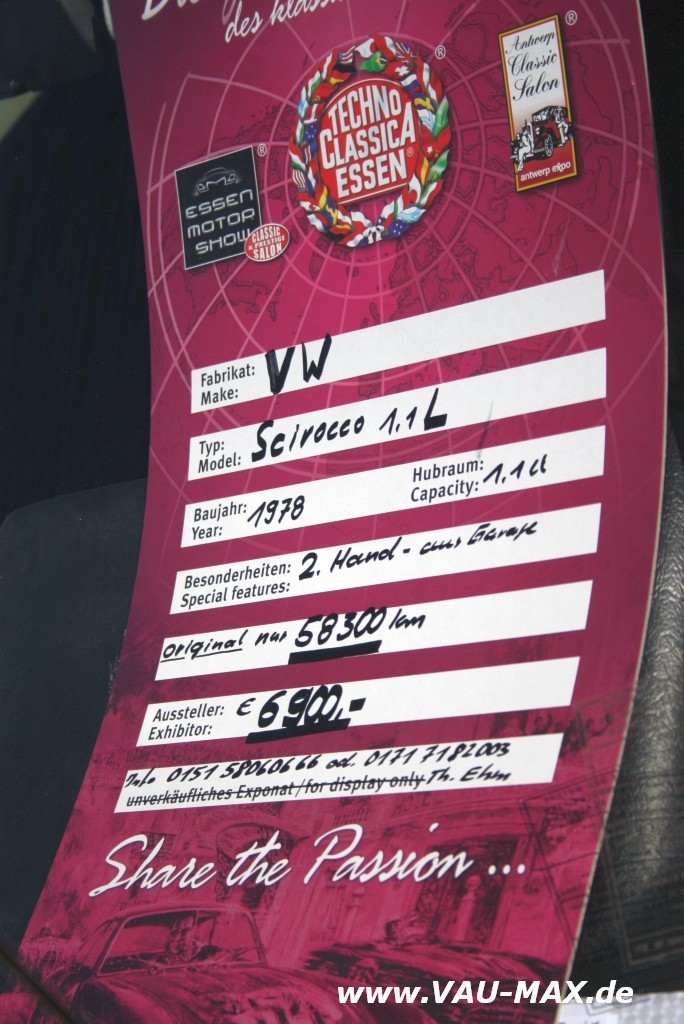 des klass
®
®
®
TECHNO
CLASSICA
ESSEN®
Antwerp
Classic
Salon
antwerp expo
ESSEN
MOTOR
SHOW
CLASSIC
& PRESTIGE
SALON
Fabrikat: VW
Make:
Typ: Scirocco 1.1 L
Model:
Baujahr: 1978 Hubraum: 1,1 cl
Year: Capacity:
Besonderheiten: 2. Hand - aus Garage
Special features:
original nur 58300 km
Aussteller: € 6900,-
Exhibitor:
Info 0151 58060666 od. 0171 7182003
unverkäufliches Exponat / for display only Th. Ehm
Share the Passion ...
www.VAU-MAX.de